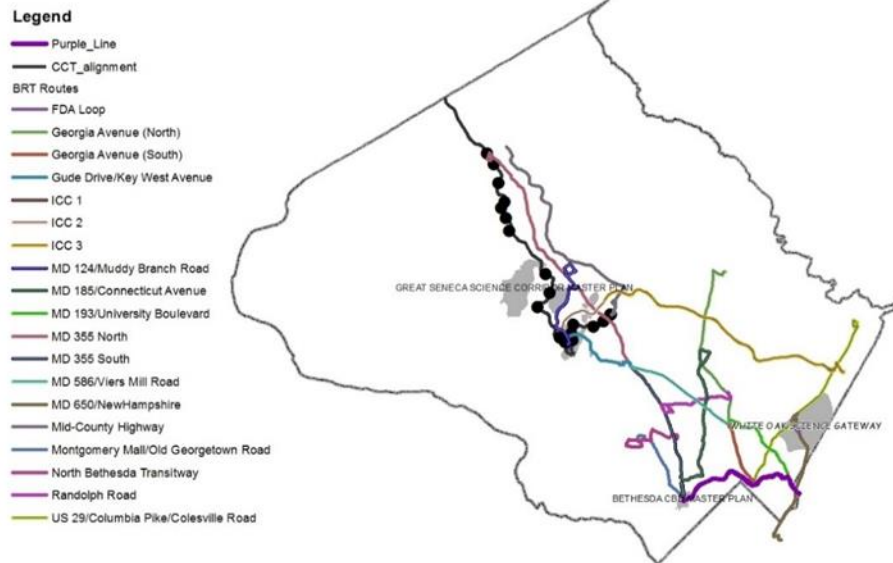 Legend
Purple_Line
CCT_alignment
BRT Routes
FDA Loop
Georgia Avenue (North)
Georgia Avenue (South)
Gude Drive/Key West Avenue
ICC 1
ICC 2
ICC 3
MD 124/Muddy Branch Road
MD 185/Connecticut Avenue
MD 193/University Boulevard
MD 355 North
MD 355 South
MD 586/Viers Mill Road
MD 650/NewHampshire
Mid-County Highway
Montgomery Mall/Old Georgetown Road
North Bethesda Transitway
Randolph Road
US 29/Columbia Pike/Colesville Road
GREAT SENECA SCIENCE CORRIDOR MASTER PLAN
WHITE OAK SCIENCE GATEWAY
BETHESDA CBD MASTER PLAN